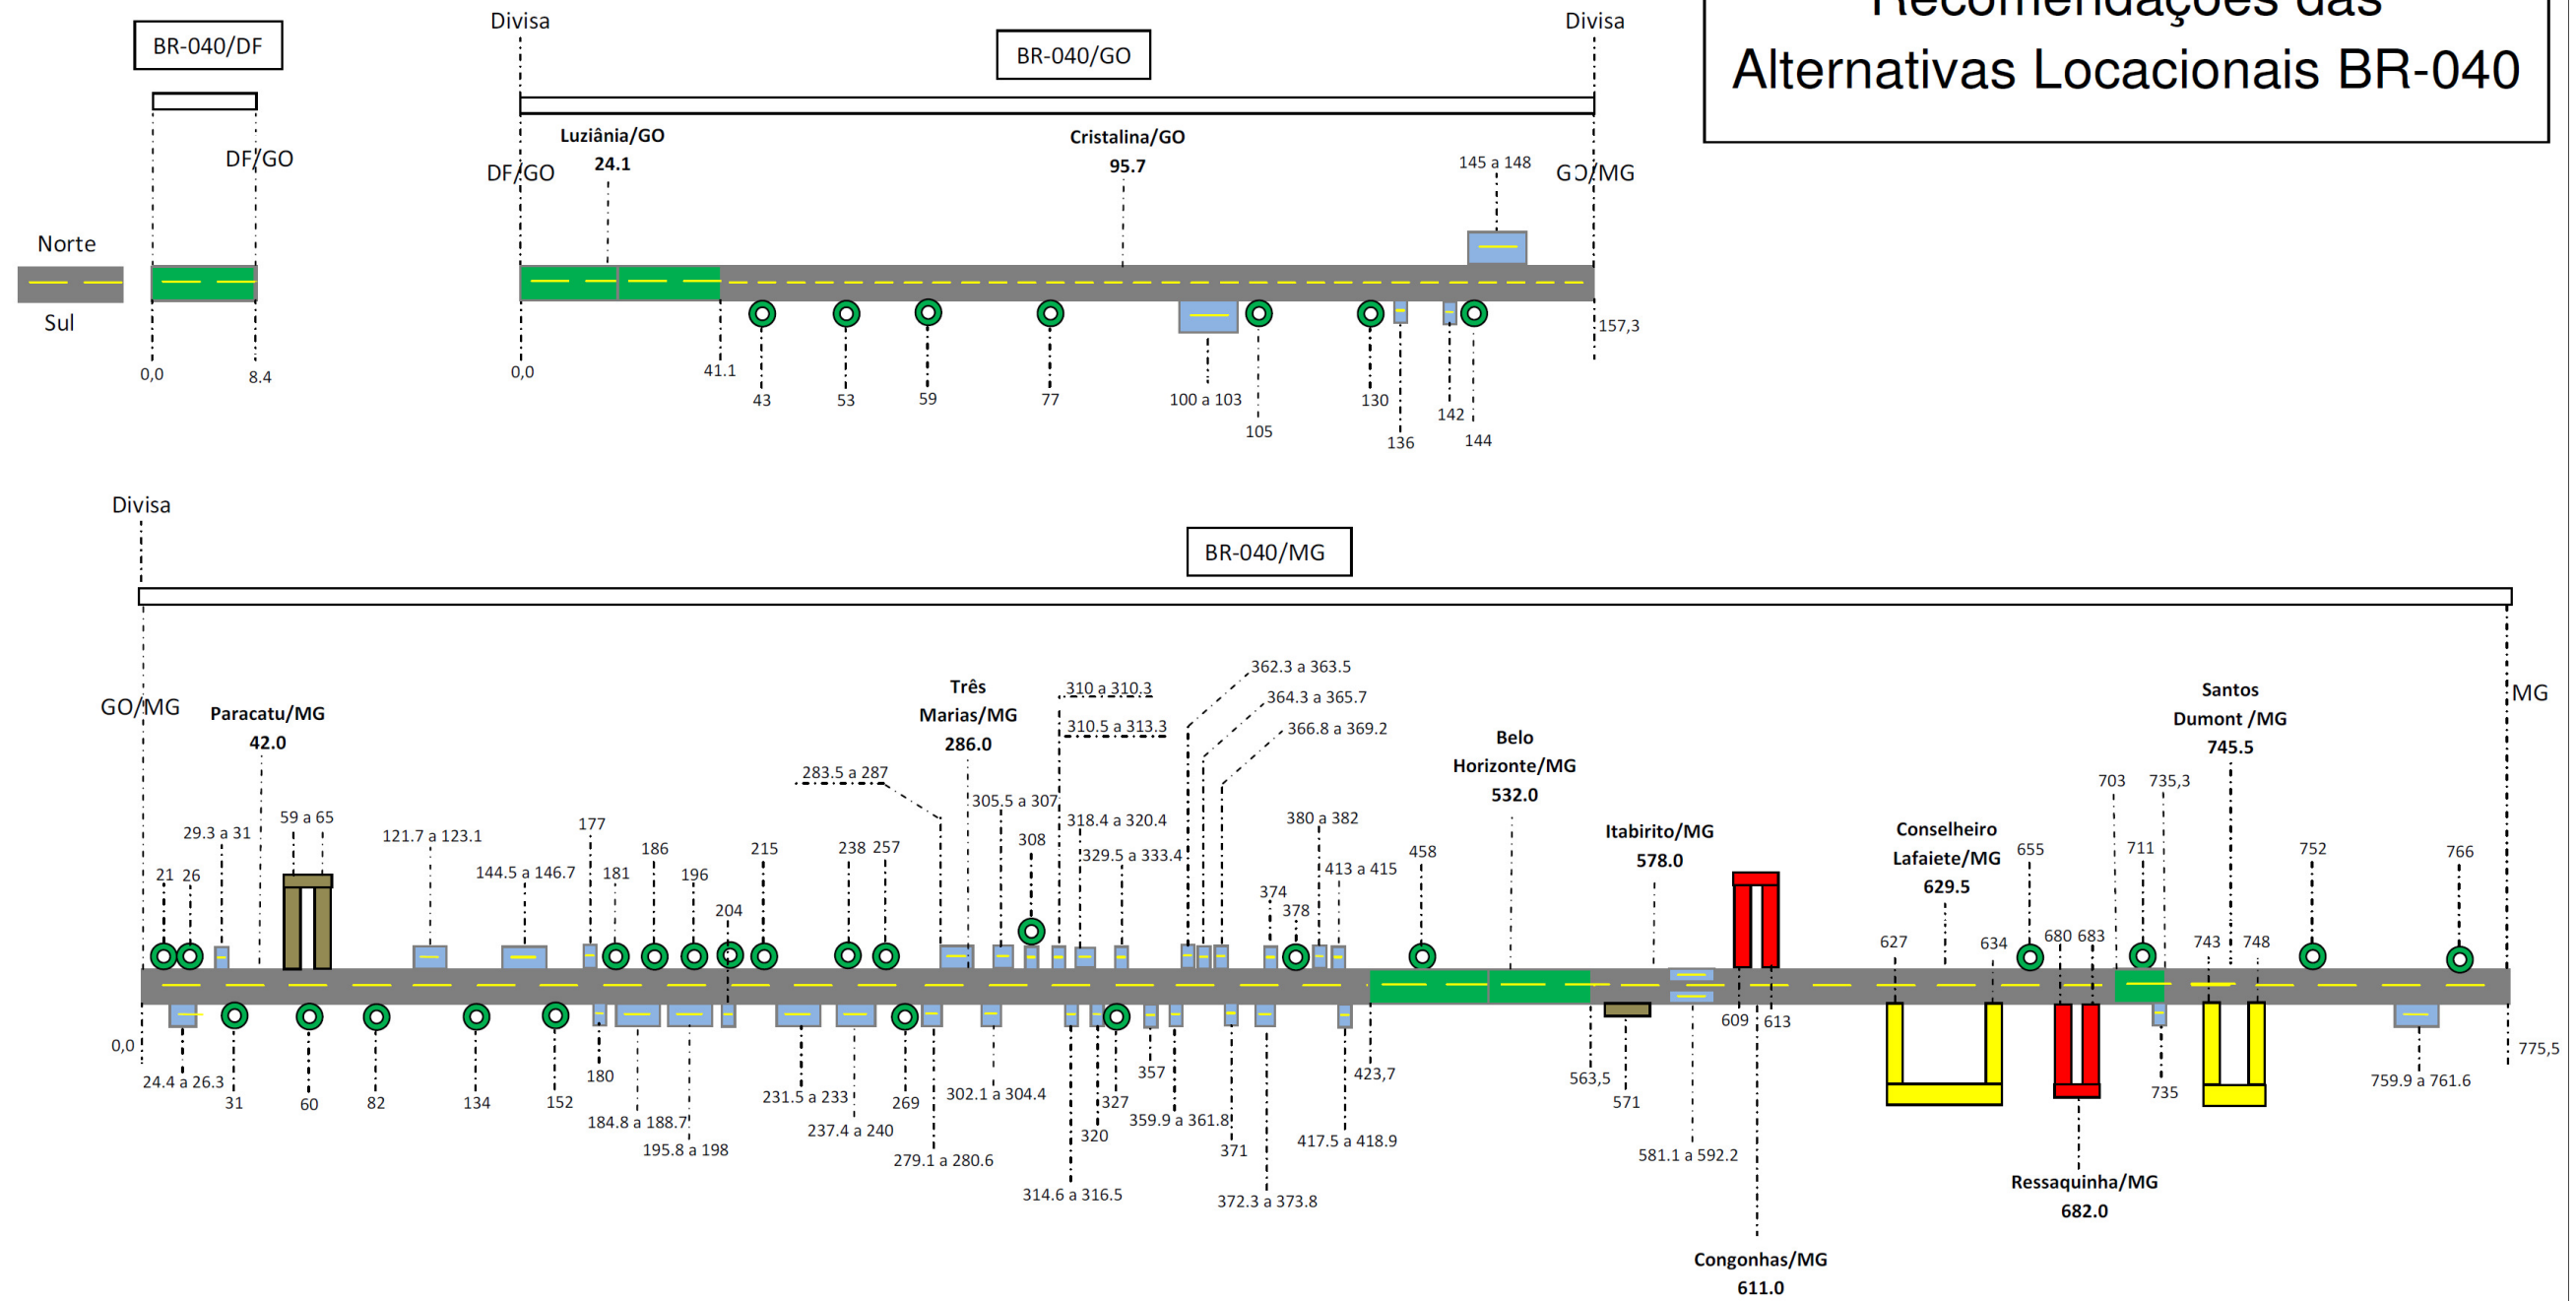 Recomendações das
Alternativas Locacionais BR-040
BR-040/DF
DF/GO
Norte
Sul
0,0
8.4
Divisa
BR-040/GO
Divisa
DF/GO
Luziânia/GO
24.1
Cristalina/GO
95.7
145 a 148
GO/MG
0,0
41.1
43
53
59
77
100 a 103
105
130
136
142
144
157,3
Divisa
BR-040/MG
GO/MG
Paracatu/MG
42.0
Três
Marias/MG
286.0
Belo
Horizonte/MG
532.0
Itabirito/MG
578.0
Conselheiro
Lafaiete/MG
629.5
Santos
Dumont /MG
745.5
MG
21
26
29.3 a 31
59 a 65
121.7 a 123.1
144.5 a 146.7
177
181
186
196
204
215
238
257
283.5 a 287
305.5 a 307
308
310 a 310.3
310.5 a 313.3
318.4 a 320.4
329.5 a 333.4
362.3 a 363.5
364.3 a 365.7
366.8 a 369.2
374
378
380 a 382
413 a 415
458
627
634
655
680
683
703
711
735,3
743
748
752
766
0,0
24.4 a 26.3
31
60
82
134
152
180
184.8 a 188.7
195.8 a 198
231.5 a 233
237.4 a 240
269
279.1 a 280.6
302.1 a 304.4
314.6 a 316.5
320
327
357
359.9 a 361.8
371
372.3 a 373.8
417.5 a 418.9
423,7
563,5
571
581.1 a 592.2
609
613
735
759.9 a 761.6
775,5
Congonhas/MG
611.0
Ressaquinha/MG
682.0